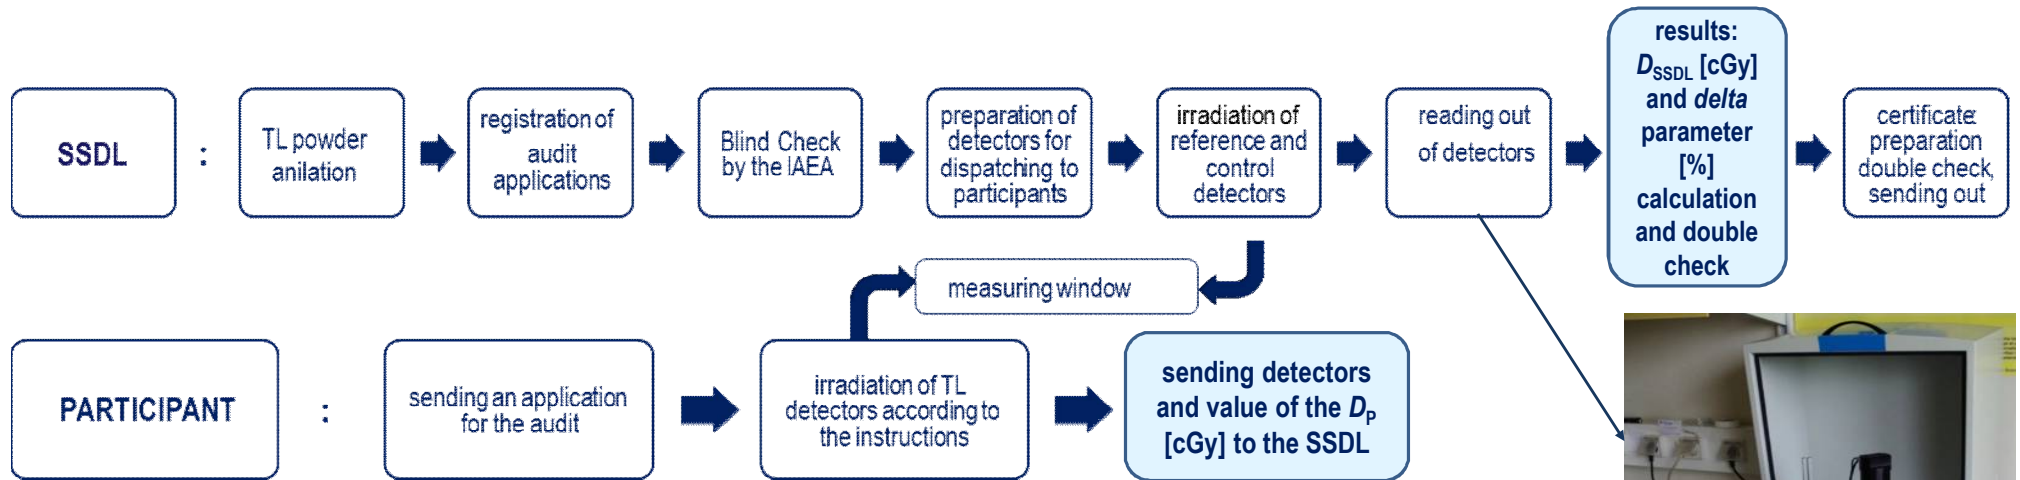 SSDL
:
TL powder
anilation
registration of
audit
applications
Blind Check
by the IAEA
preparation of
detectors for
dispatching to
participants
irradiation of
reference and
control
detectors
reading out
of detectors
results:
D_SSDL [cGy]
and delta
parameter
[%]
calculation
and double
check
certificate
preparation
double check,
sending out
measuring window
PARTICIPANT
:
sending an application
for the audit
irradiation of TL
detectors according to
the instructions
sending detectors
and value of the D_P
[cGy] to the SSDL